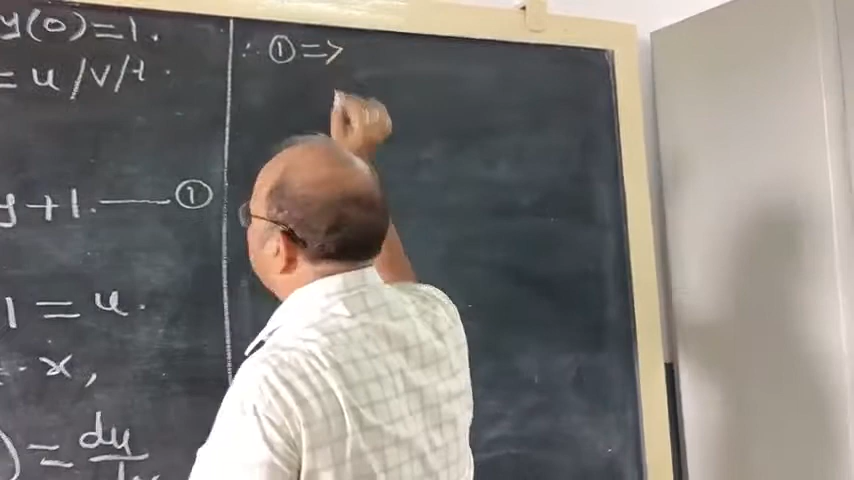 y(0)=1.
= u/v/t.
y+1. —— ①
1 = u.
= x,
) = du
∴ ① =>